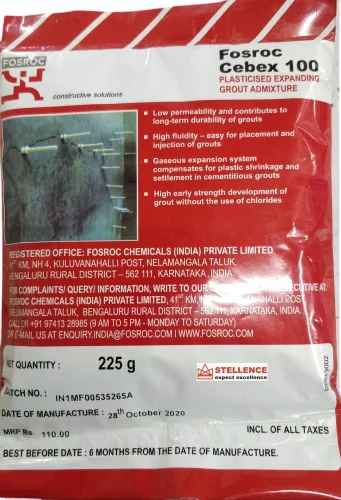 FOSROC
constructive solutions
Fosroc
Cebex 100
PLASTICISED EXPANDING
GROUT ADMIXTURE
Low permeability and contributes to
long-term durability of grouts
High fluidity – easy for placement and
injection of grouts
Gaseous expansion system
compensates for plastic shrinkage and
settlement in cementitious grouts
High early strength development of
grout without the use of chlorides
REGISTERED OFFICE: FOSROC CHEMICALS (INDIA) PRIVATE LIMITED
KM, NH 4, KULUVANAHALLI POST, NELAMANGALA TALUK,
BENGALURU RURAL DISTRICT – 562 111, KARNATAKA, INDIA.
FOR COMPLAINTS/ QUERY/ INFORMATION, WRITE TO OUR EXECUTIVE AT:
FOSROC CHEMICALS (INDIA) PRIVATE LIMITED, 41 KM,
NELAMANGALA TALUK, BENGALURU RURAL DISTRICT – 562 111, KARNATAKA, INDIA.
CALL OR +91 97413 28985 (9 AM TO 5 PM - MONDAY TO SATURDAY)
OR E-MAIL US AT ENQUIRY.INDIA@FOSROC.COM I WWW.FOSROC.COM
NET QUANTITY : 225 g
STELLENCE
expect excellence
BATCH NO. : IN1MF00535265A
DATE OF MANUFACTURE : 28th October 2020
MRP Rs. 110.00 INCL. OF ALL TAXES
BEST BEFORE DATE : 6 MONTHS FROM THE DATE OF MANUFACTURE.